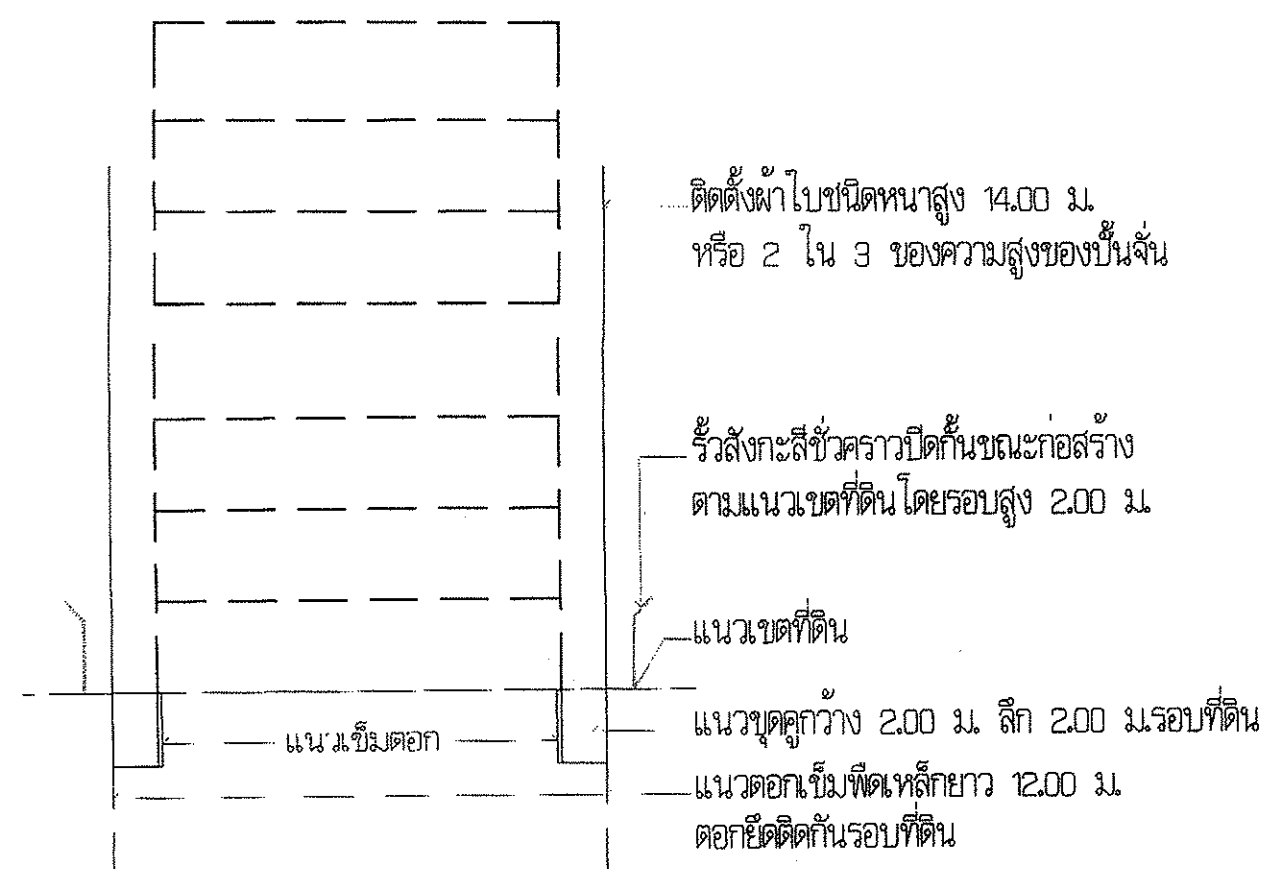 ติดตั้งผ้าใบชนิดหนาสูง 14.00 ม.
หรือ 2 ใน 3 ของความสูงของปั้นจั่น
รั้วสังกะสีชั่วคราวปิดกั้นขณะก่อสร้าง
ตามแนวเขตที่ดินโดยรอบสูง 2.00 ม.
แนวเขตที่ดิน
แนวขุดคูกว้าง 2.00 ม. ลึก 2.00 ม.รอบที่ดิน
แนวเข็มตอก
แนวตอกเข็มพืดเหล็กยาว 12.00 ม.
ตอกยึดติดกันรอบที่ดิน